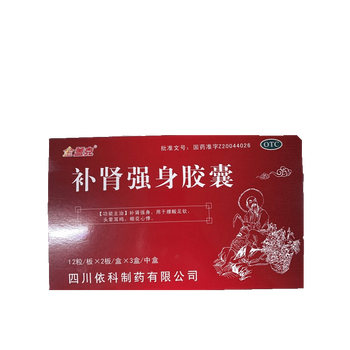 批准文号：国药准字Z20044026
OTC
补肾强身胶囊
【功能主治】补肾强身。用于腰酸足软，
头晕耳鸣，眼花心悸。
12粒/板×2板/盒×3盒/中盒
四川依科制药有限公司